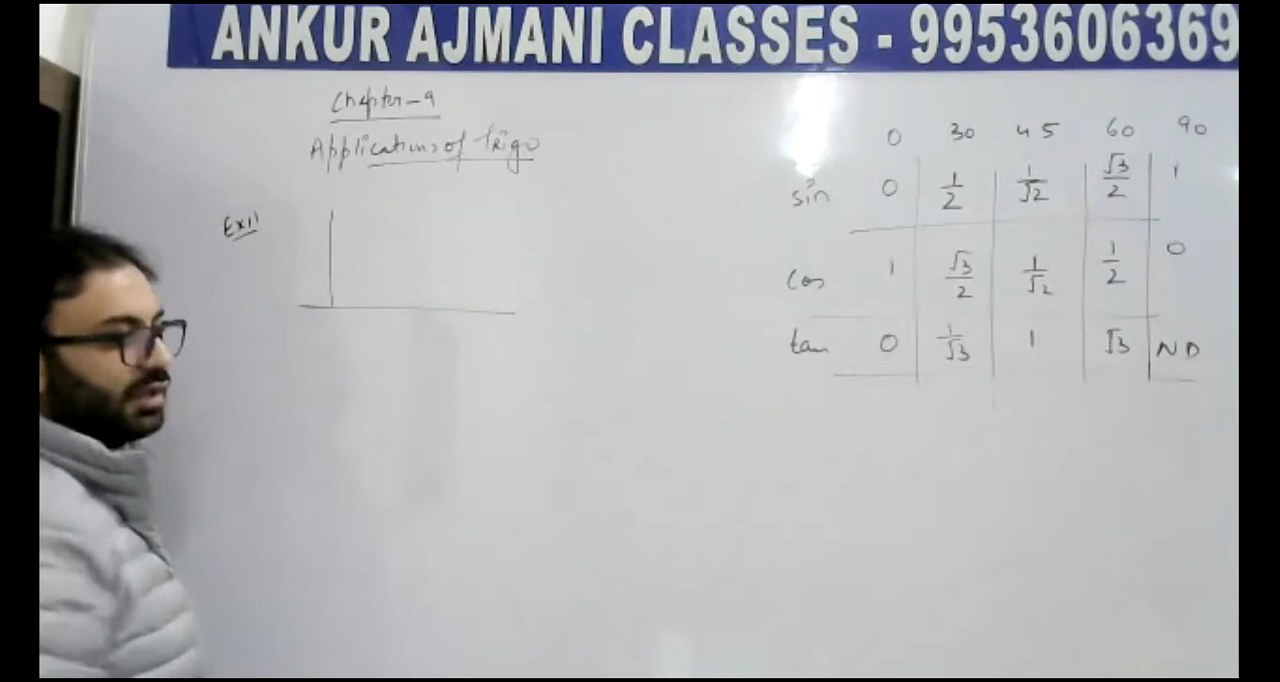 ANKUR AJMANI CLASSES - 9953606369
Chapter-9
Applications of Trigo
Ex1!
0 30 45 60 90
sin 0 1/2 1/√2 √3/2 1
cos 1 √3/2 1/√2 1/2 0
tan 0 1/√3 1 √3 ND